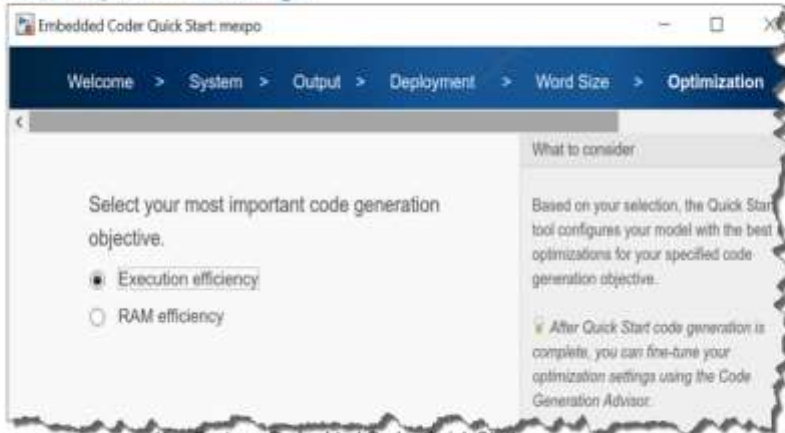 Embedded Coder Quick Start: mexpo
Welcome > System > Output > Deployment > Word Size > Optimization
What to consider
Select your most important code generation
objective.
Execution efficiency
RAM efficiency
Based on your selection, the Quick Start
tool configures your model with the best
optimizations for your specified code
generation objective.
After Quick Start code generation is
complete, you can fine-tune your
optimization settings using the Code
Generation Advisor.